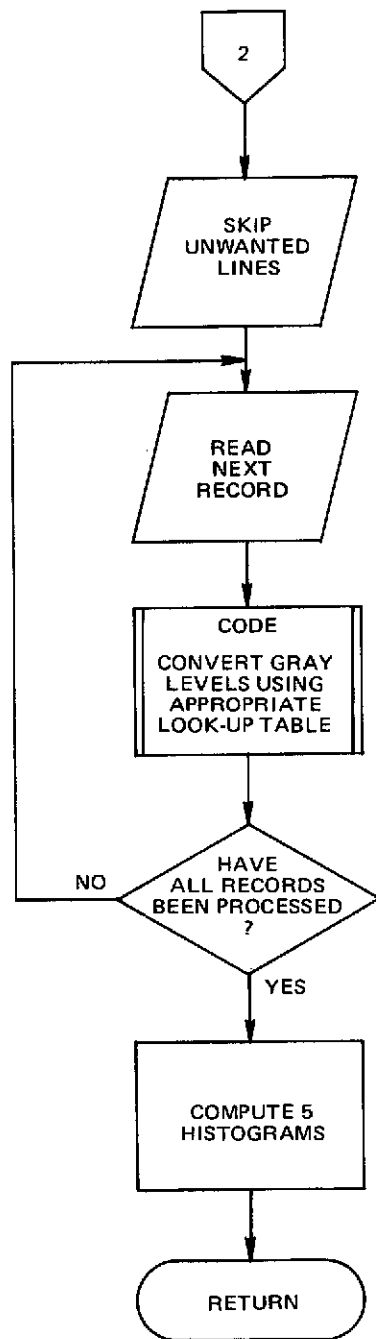 2
SKIP
UNWANTED
LINES
READ
NEXT
RECORD
CODE
CONVERT GRAY
LEVELS USING
APPROPRIATE
LOOK-UP TABLE
HAVE
ALL RECORDS
BEEN PROCESSED
?
NO
YES
COMPUTE 5
HISTOGRAMS
RETURN